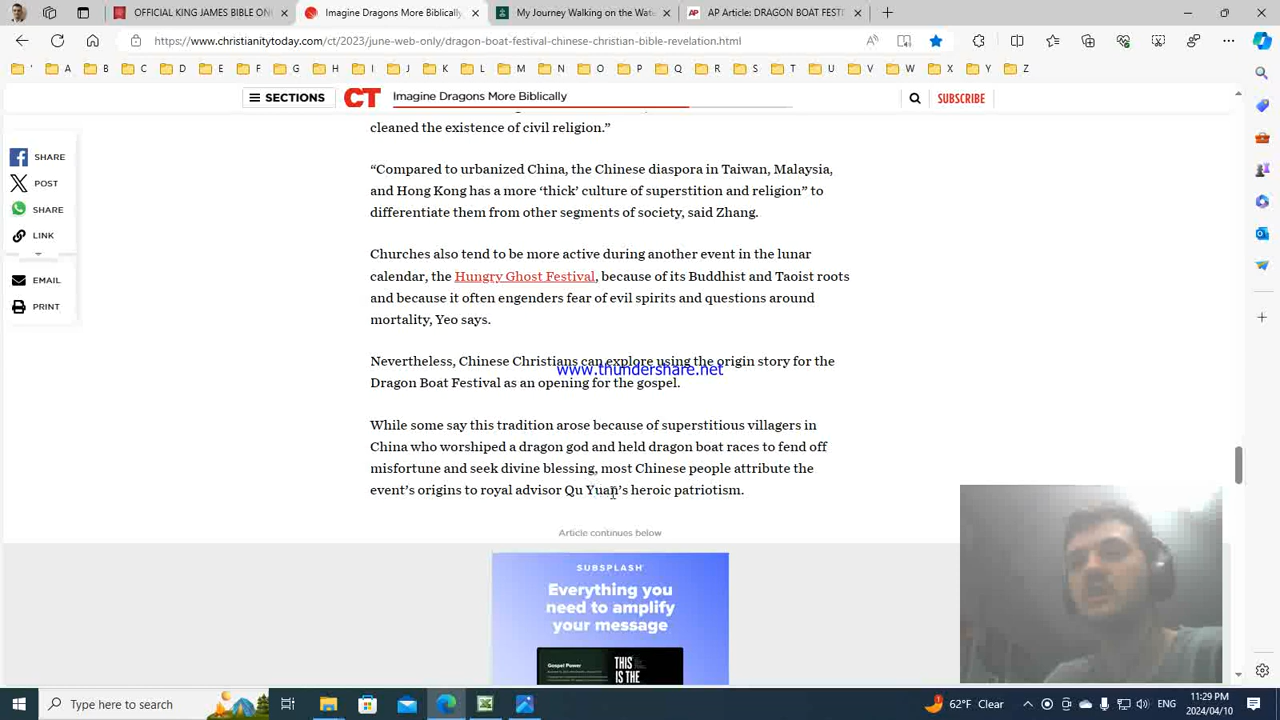 OFFICIAL KING JAMES BIBLE ON
Imagine Dragons More Biblically
My Journey Walking on the Wate
AP Article: DRAGON BOAT FESTI
https://www.christianitytoday.com/ct/2023/june-web-only/dragon-boat-festival-chinese-christian-bible-revelation.html
A B C D E F G H I J K L M N O P Q R S T U V W X Y Z
SECTIONS CT Imagine Dragons More Biblically SUBSCRIBE
cleaned the existence of civil religion.”
SHARE
POST
SHARE
LINK
EMAIL
PRINT
“Compared to urbanized China, the Chinese diaspora in Taiwan, Malaysia,
and Hong Kong has a more ‘thick’ culture of superstition and religion” to
differentiate them from other segments of society, said Zhang.
Churches also tend to be more active during another event in the lunar
calendar, the Hungry Ghost Festival, because of its Buddhist and Taoist roots
and because it often engenders fear of evil spirits and questions around
mortality, Yeo says.
Nevertheless, Chinese Christians can explore using the origin story for the
www.thundershare.net
Dragon Boat Festival as an opening for the gospel.
While some say this tradition arose because of superstitious villagers in
China who worshiped a dragon god and held dragon boat races to fend off
misfortune and seek divine blessing, most Chinese people attribute the
event’s origins to royal advisor Qu Yuan’s heroic patriotism.
Article continues below
SUBSPLASH
Everything you
need to amplify
your message
Gospel Power
THIS
IS THE
Type here to search
62°F Clear
ENG
11:29 PM
2024/04/10